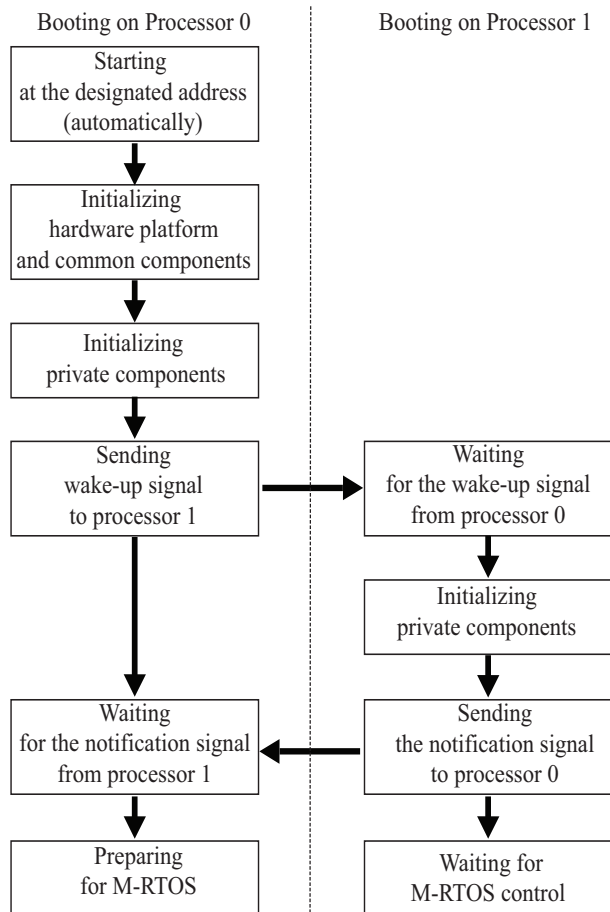 Booting on Processor 0
Starting
at the designated address
(automatically)
Initializing
hardware platform
and common components
Initializing
private components
Sending
wake-up signal
to processor 1
Waiting
for the notification signal
from processor 1
Preparing
for M-RTOS
Booting on Processor 1
Waiting
for the wake-up signal
from processor 0
Initializing
private components
Sending
the notification signal
to processor 0
Waiting for
M-RTOS control